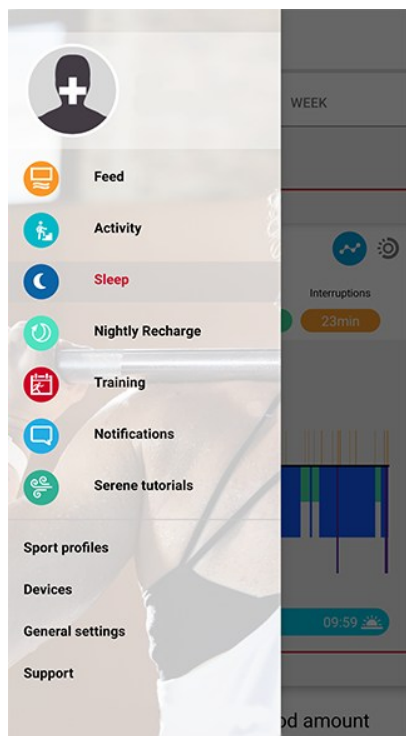 WEEK
Feed
Activity
Sleep
Interruptions
23min
Nightly Recharge
Training
Notifications
Serene tutorials
Sport profiles
Devices
General settings
09:59
Support
od amount